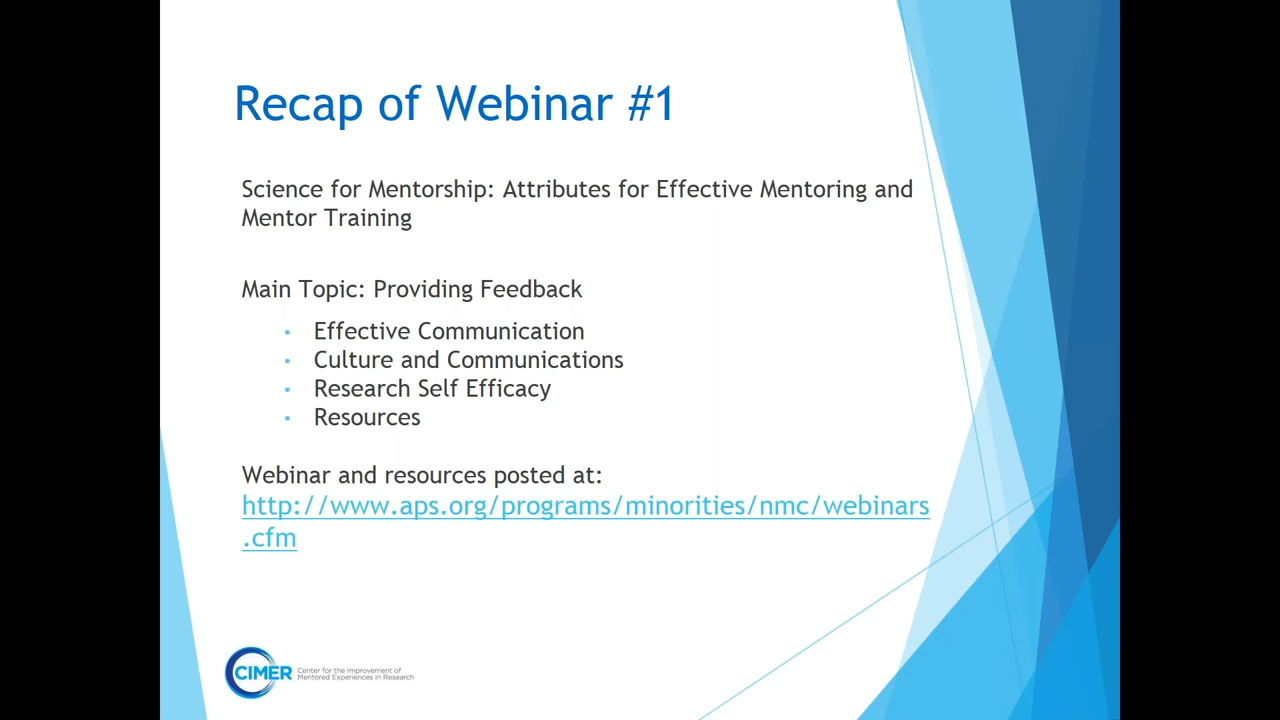 Recap of Webinar #1
Science for Mentorship: Attributes for Effective Mentoring and
Mentor Training
Main Topic: Providing Feedback
• Effective Communication
• Culture and Communications
• Research Self Efficacy
• Resources
Webinar and resources posted at:
http://www.aps.org/programs/minorities/nmc/webinars
.cfm
CIMER
Center for the Improvement of
Mentored Experiences in Research